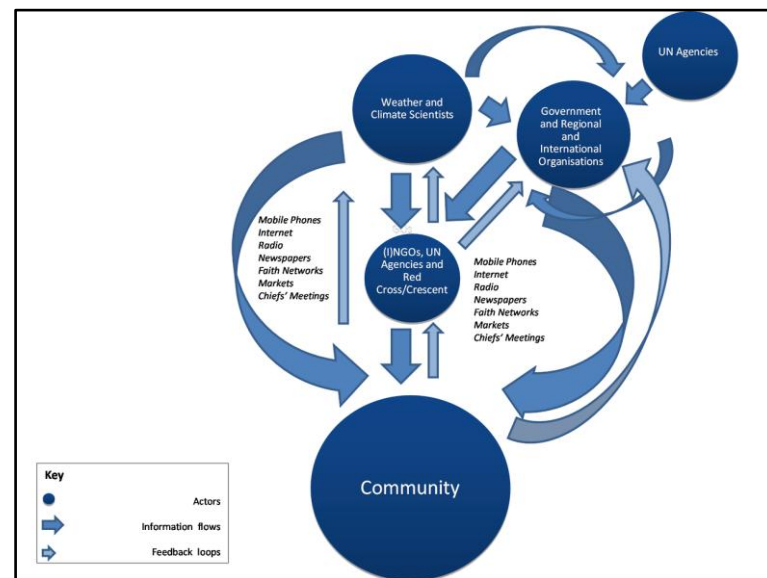 UN Agencies
Weather and
Climate Scientists
Government
and Regional
and
International
Organisations
Mobile Phones
Internet
Radio
Newspapers
Faith Networks
Markets
Chiefs' Meetings
(I)NGOs, UN
Agencies and
Red
Cross/Crescent
Mobile Phones
Internet
Radio
Newspapers
Faith Networks
Markets
Chiefs' Meetings
Community
Key
Actors
Information flows
Feedback loops